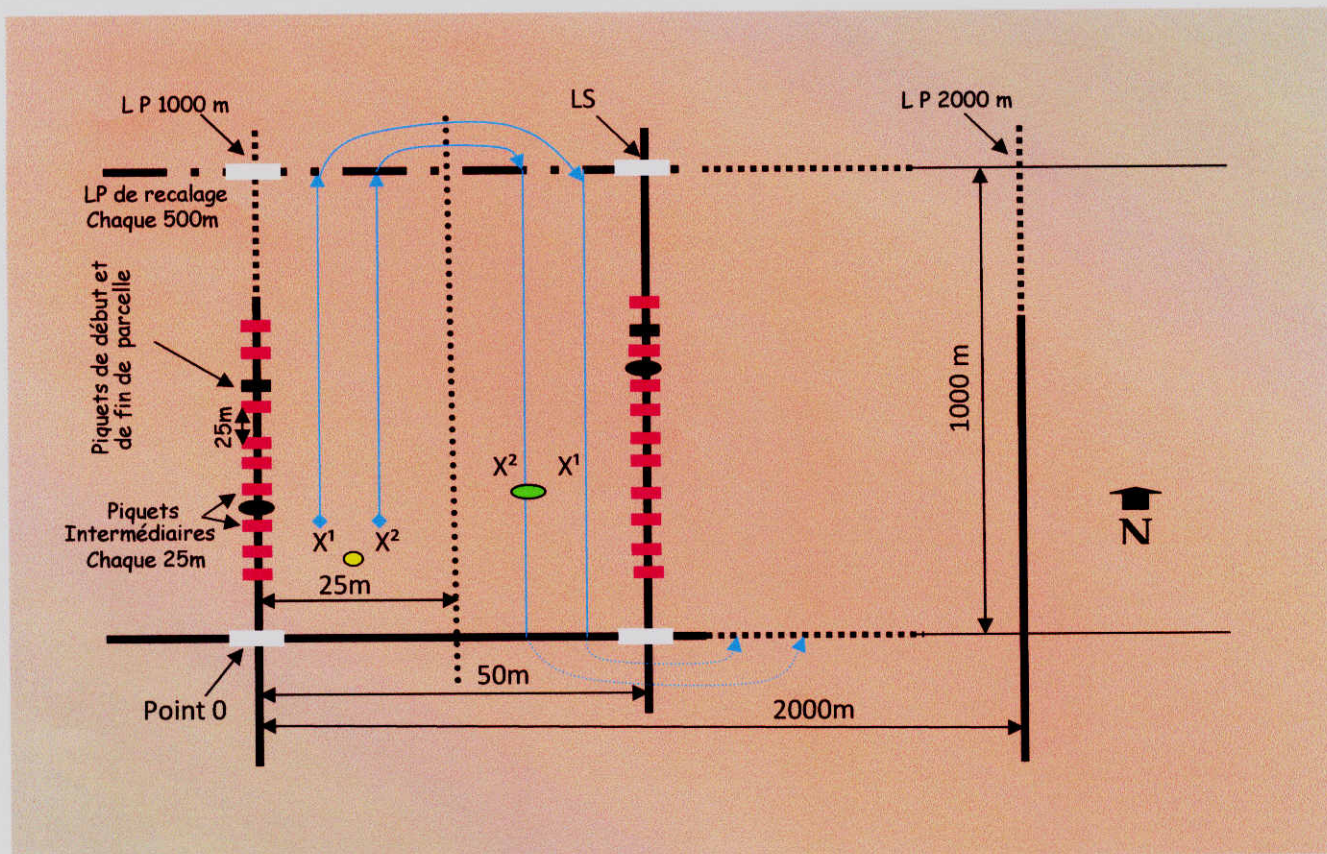 L P 1000 m
LS
L P 2000 m
LP de recalage
Chaque 500m
Piquets de début et
de fin de parcelle
25m
1000 m
Piquets
Intermédiaires
Chaque 25m
X² X¹
X¹ X²
25m
N
50m
Point 0
2000m